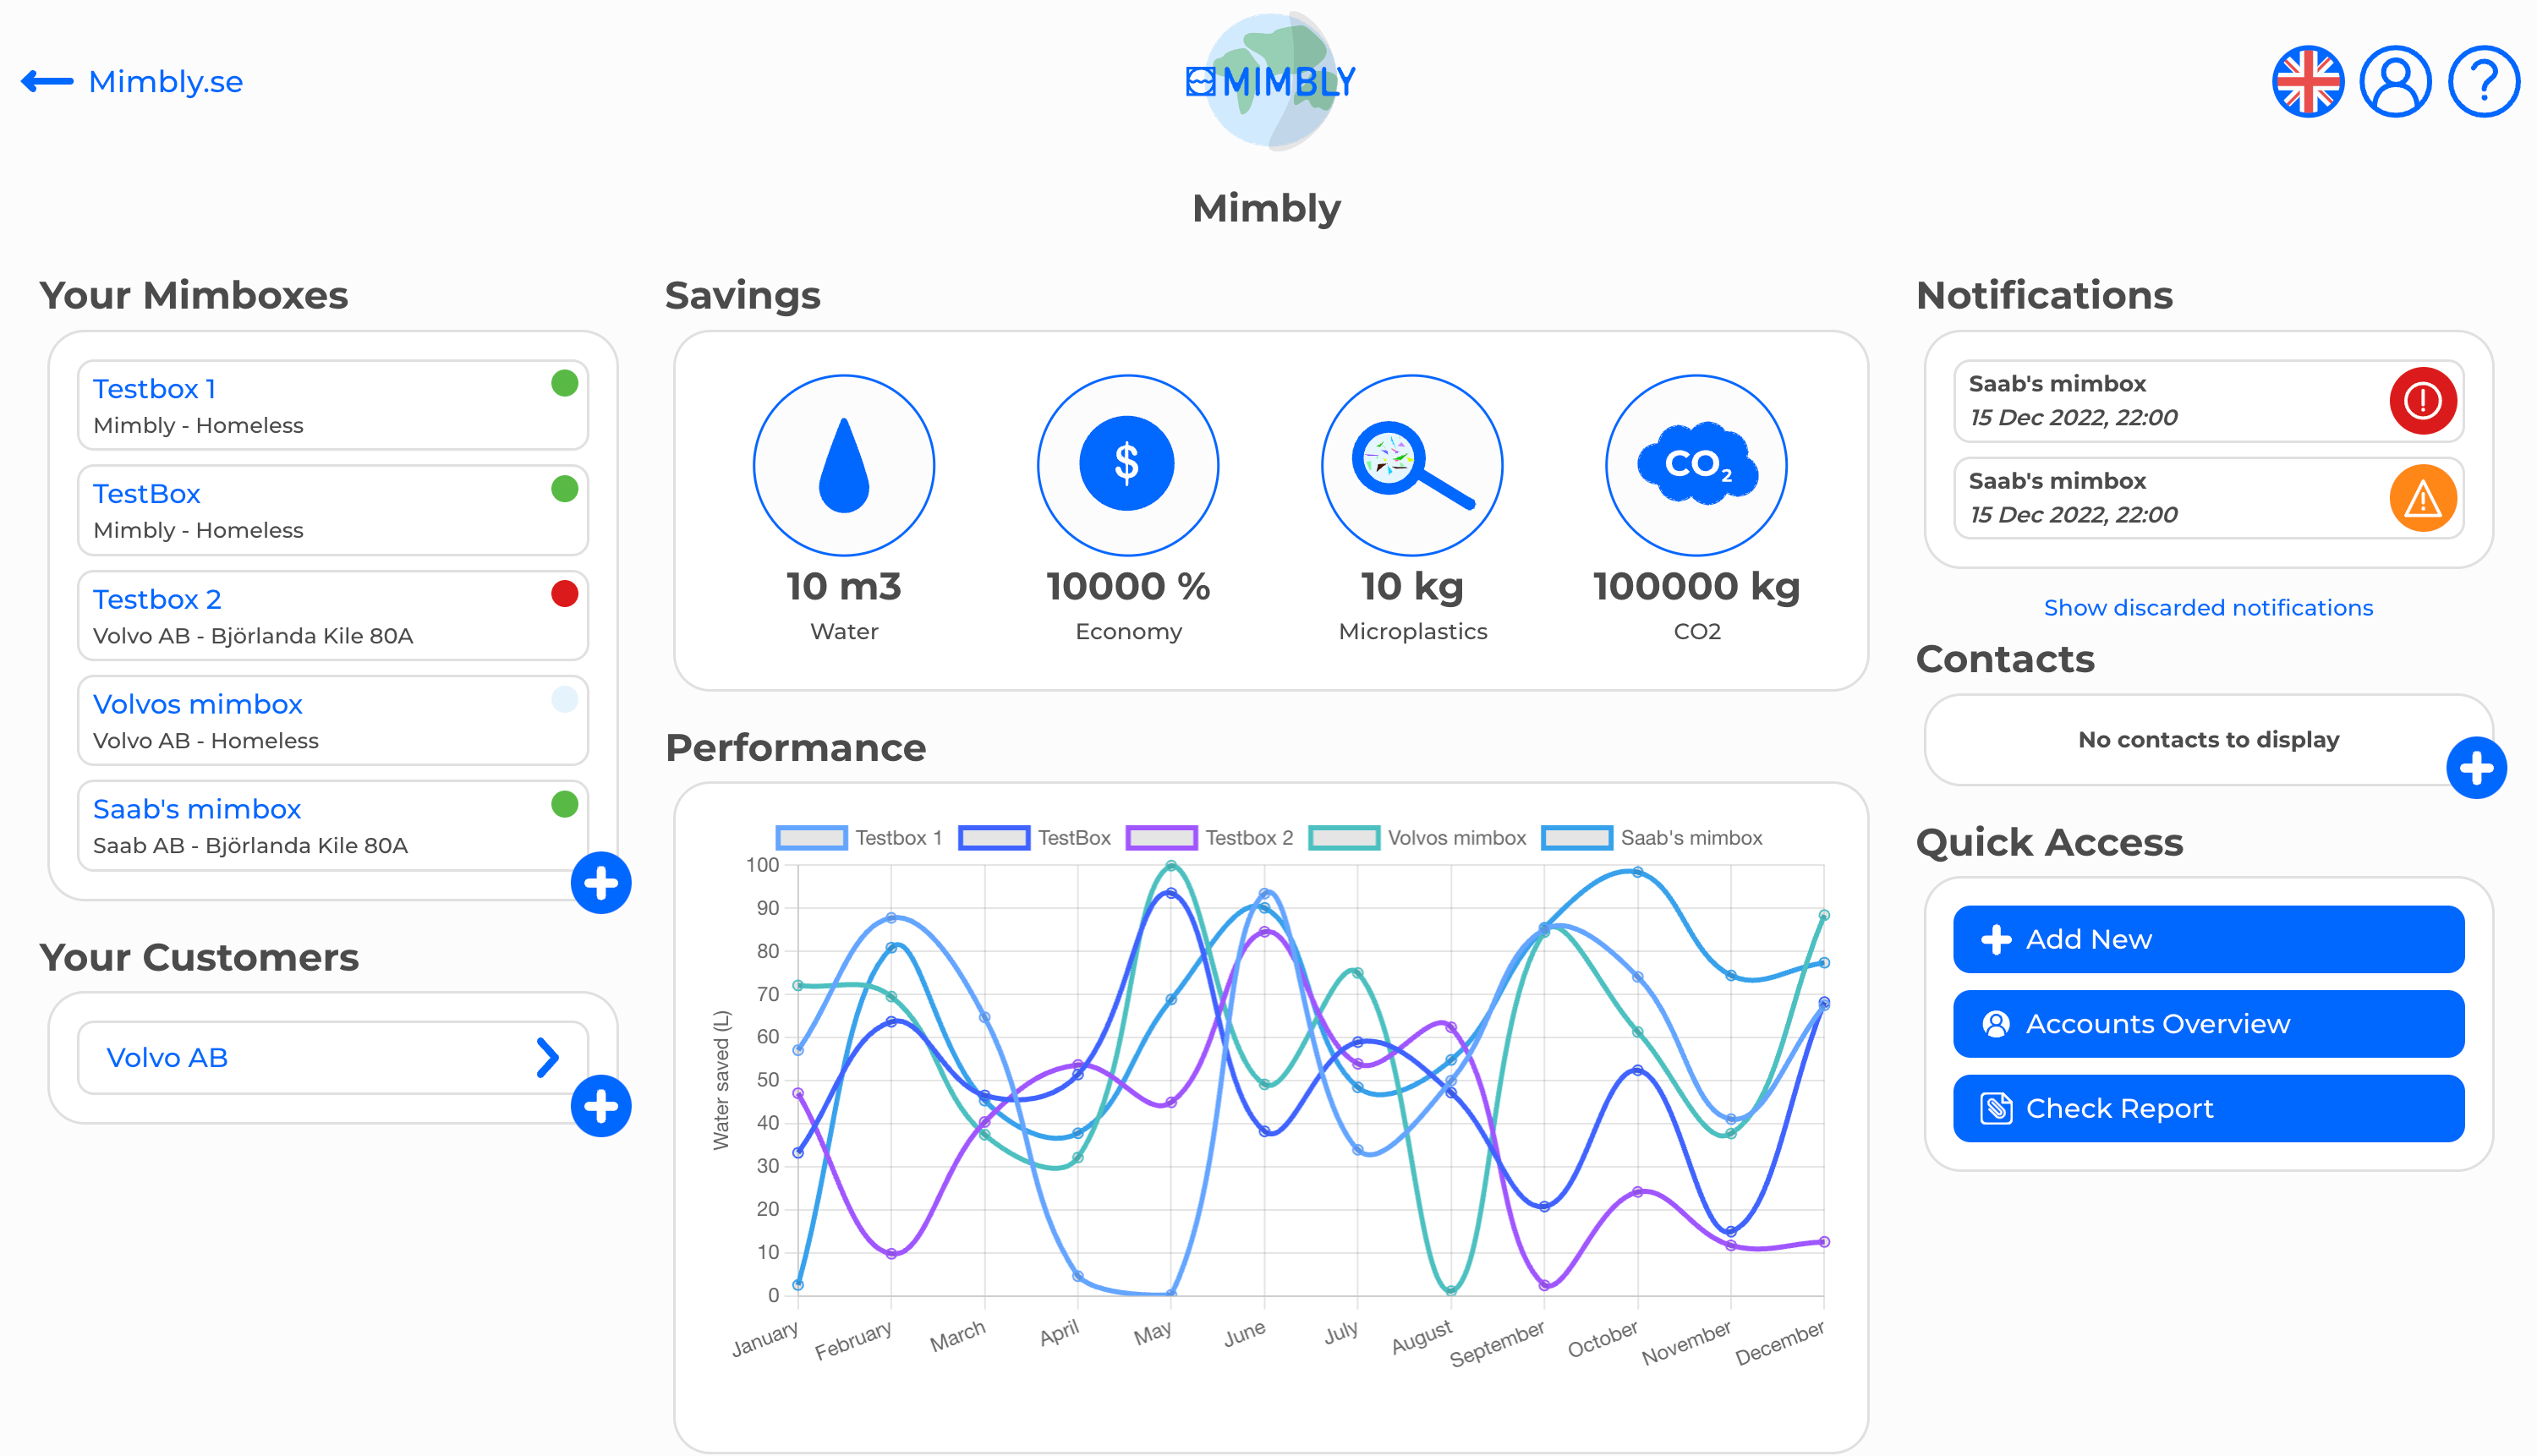 Mimbly.se
MIMBLY
Mimbly
Your Mimboxes
Testbox 1
Mimbly - Homeless
TestBox
Mimbly - Homeless
Testbox 2
Volvo AB - Björlanda Kile 80A
Volvos mimbox
Volvo AB - Homeless
Saab's mimbox
Saab AB - Björlanda Kile 80A
Your Customers
Volvo AB
Savings
$
CO2
10 m3
Water
10000 %
Economy
10 kg
Microplastics
100000 kg
CO2
Performance
Testbox 1 TestBox Testbox 2 Volvos mimbox Saab's mimbox
Water saved (L)
100
90
80
70
60
50
40
30
20
10
0
January February March April May June July August September October November December
Notifications
Saab's mimbox
15 Dec 2022, 22:00
Saab's mimbox
15 Dec 2022, 22:00
Show discarded notifications
Contacts
No contacts to display
Quick Access
Add New
Accounts Overview
Check Report